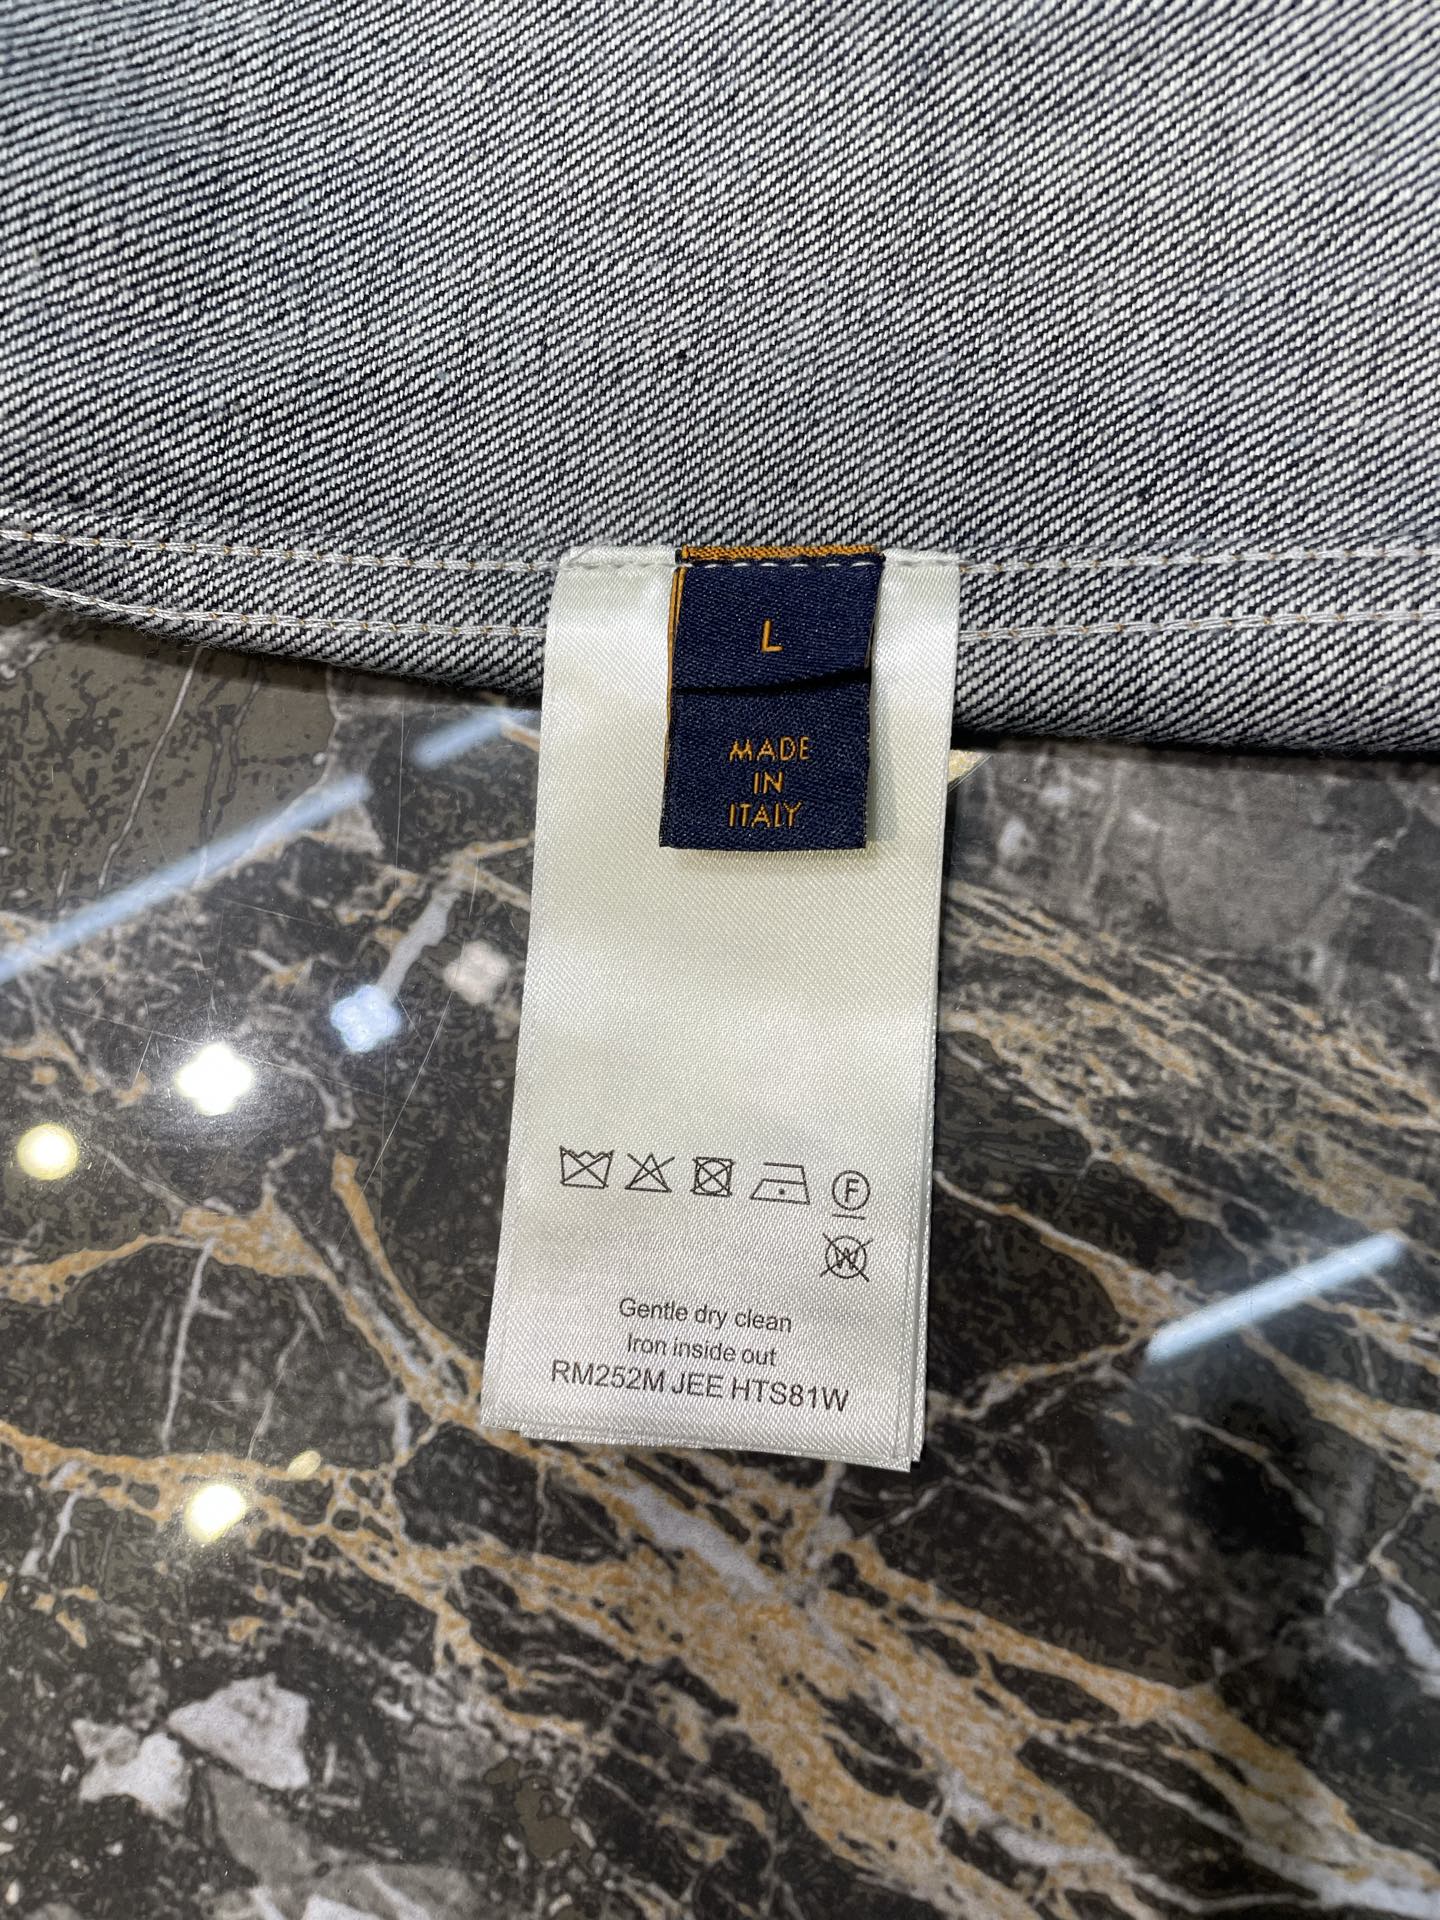 L
MADE
IN
ITALY
F
W
Gentle dry clean
Iron inside out
RM252M JEE HTS81W